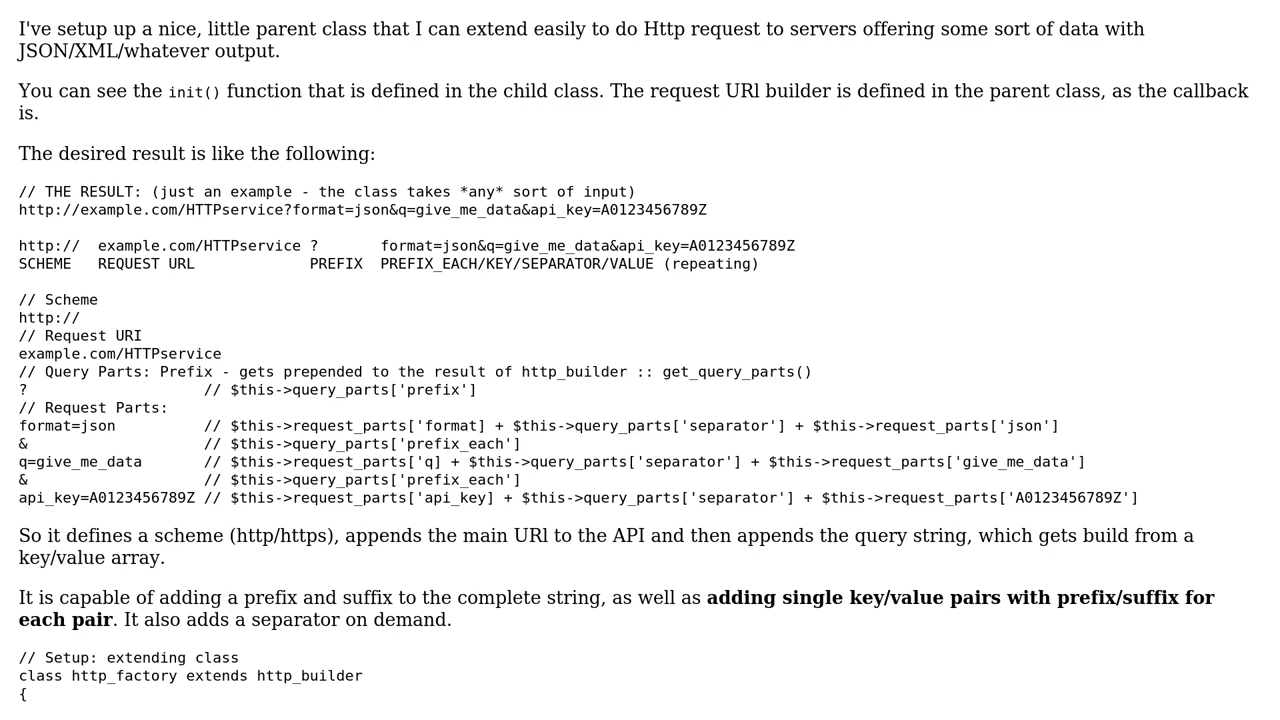 I've setup up a nice, little parent class that I can extend easily to do Http request to servers offering some sort of data with
JSON/XML/whatever output.
You can see the init() function that is defined in the child class. The request URl builder is defined in the parent class, as the callback
is.
The desired result is like the following:
// THE RESULT: (just an example - the class takes *any* sort of input)
http://example.com/HTTPservice?format=json&q=give_me_data&api_key=A0123456789Z
http://  example.com/HTTPservice ?       format=json&q=give_me_data&api_key=A0123456789Z
SCHEME   REQUEST URL             PREFIX  PREFIX_EACH/KEY/SEPARATOR/VALUE (repeating)
// Scheme
http://
// Request URI
example.com/HTTPservice
// Query Parts: Prefix - gets prepended to the result of http_builder :: get_query_parts()
?                    // $this->query_parts['prefix']
// Request Parts:
format=json          // $this->request_parts['format] + $this->query_parts['separator'] + $this->request_parts['json']
&                    // $this->query_parts['prefix_each']
q=give_me_data       // $this->request_parts['q] + $this->query_parts['separator'] + $this->request_parts['give_me_data']
&                    // $this->query_parts['prefix_each']
api_key=A0123456789Z // $this->request_parts['api_key] + $this->query_parts['separator'] + $this->request_parts['A0123456789Z']
So it defines a scheme (http/https), appends the main URl to the API and then appends the query string, which gets build from a
key/value array.
It is capable of adding a prefix and suffix to the complete string, as well as adding single key/value pairs with prefix/suffix for
each pair. It also adds a separator on demand.
// Setup: extending class
class http_factory extends http_builder
{